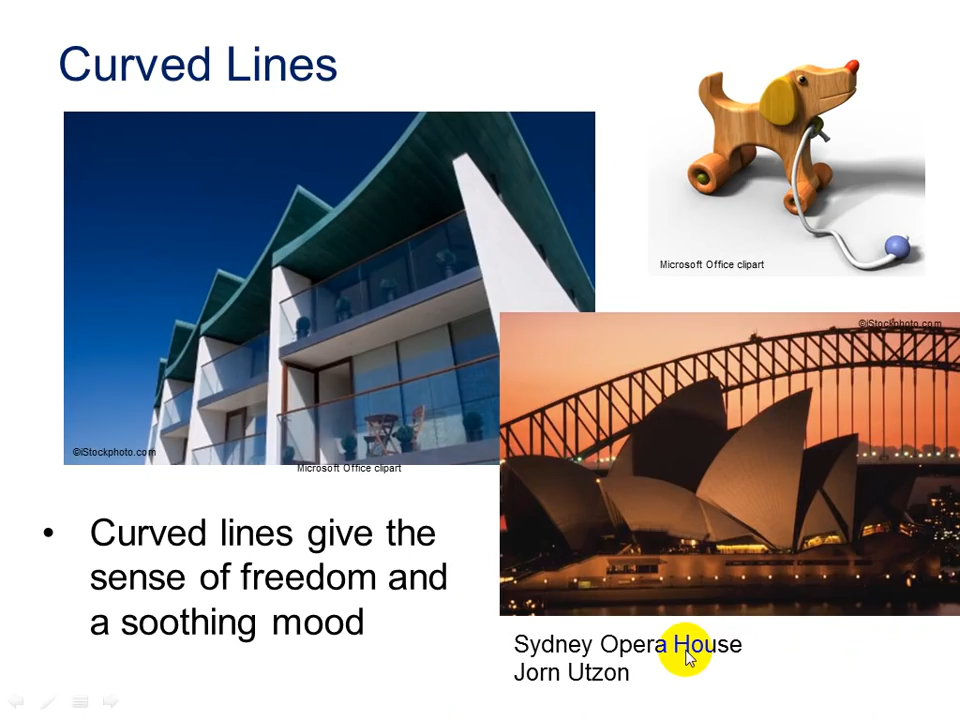 Curved Lines
Microsoft Office clipart
©iStockphoto.com
©iStockphoto.com
Microsoft Office clipart
• Curved lines give the
sense of freedom and
a soothing mood
Sydney Opera House
Jorn Utzon